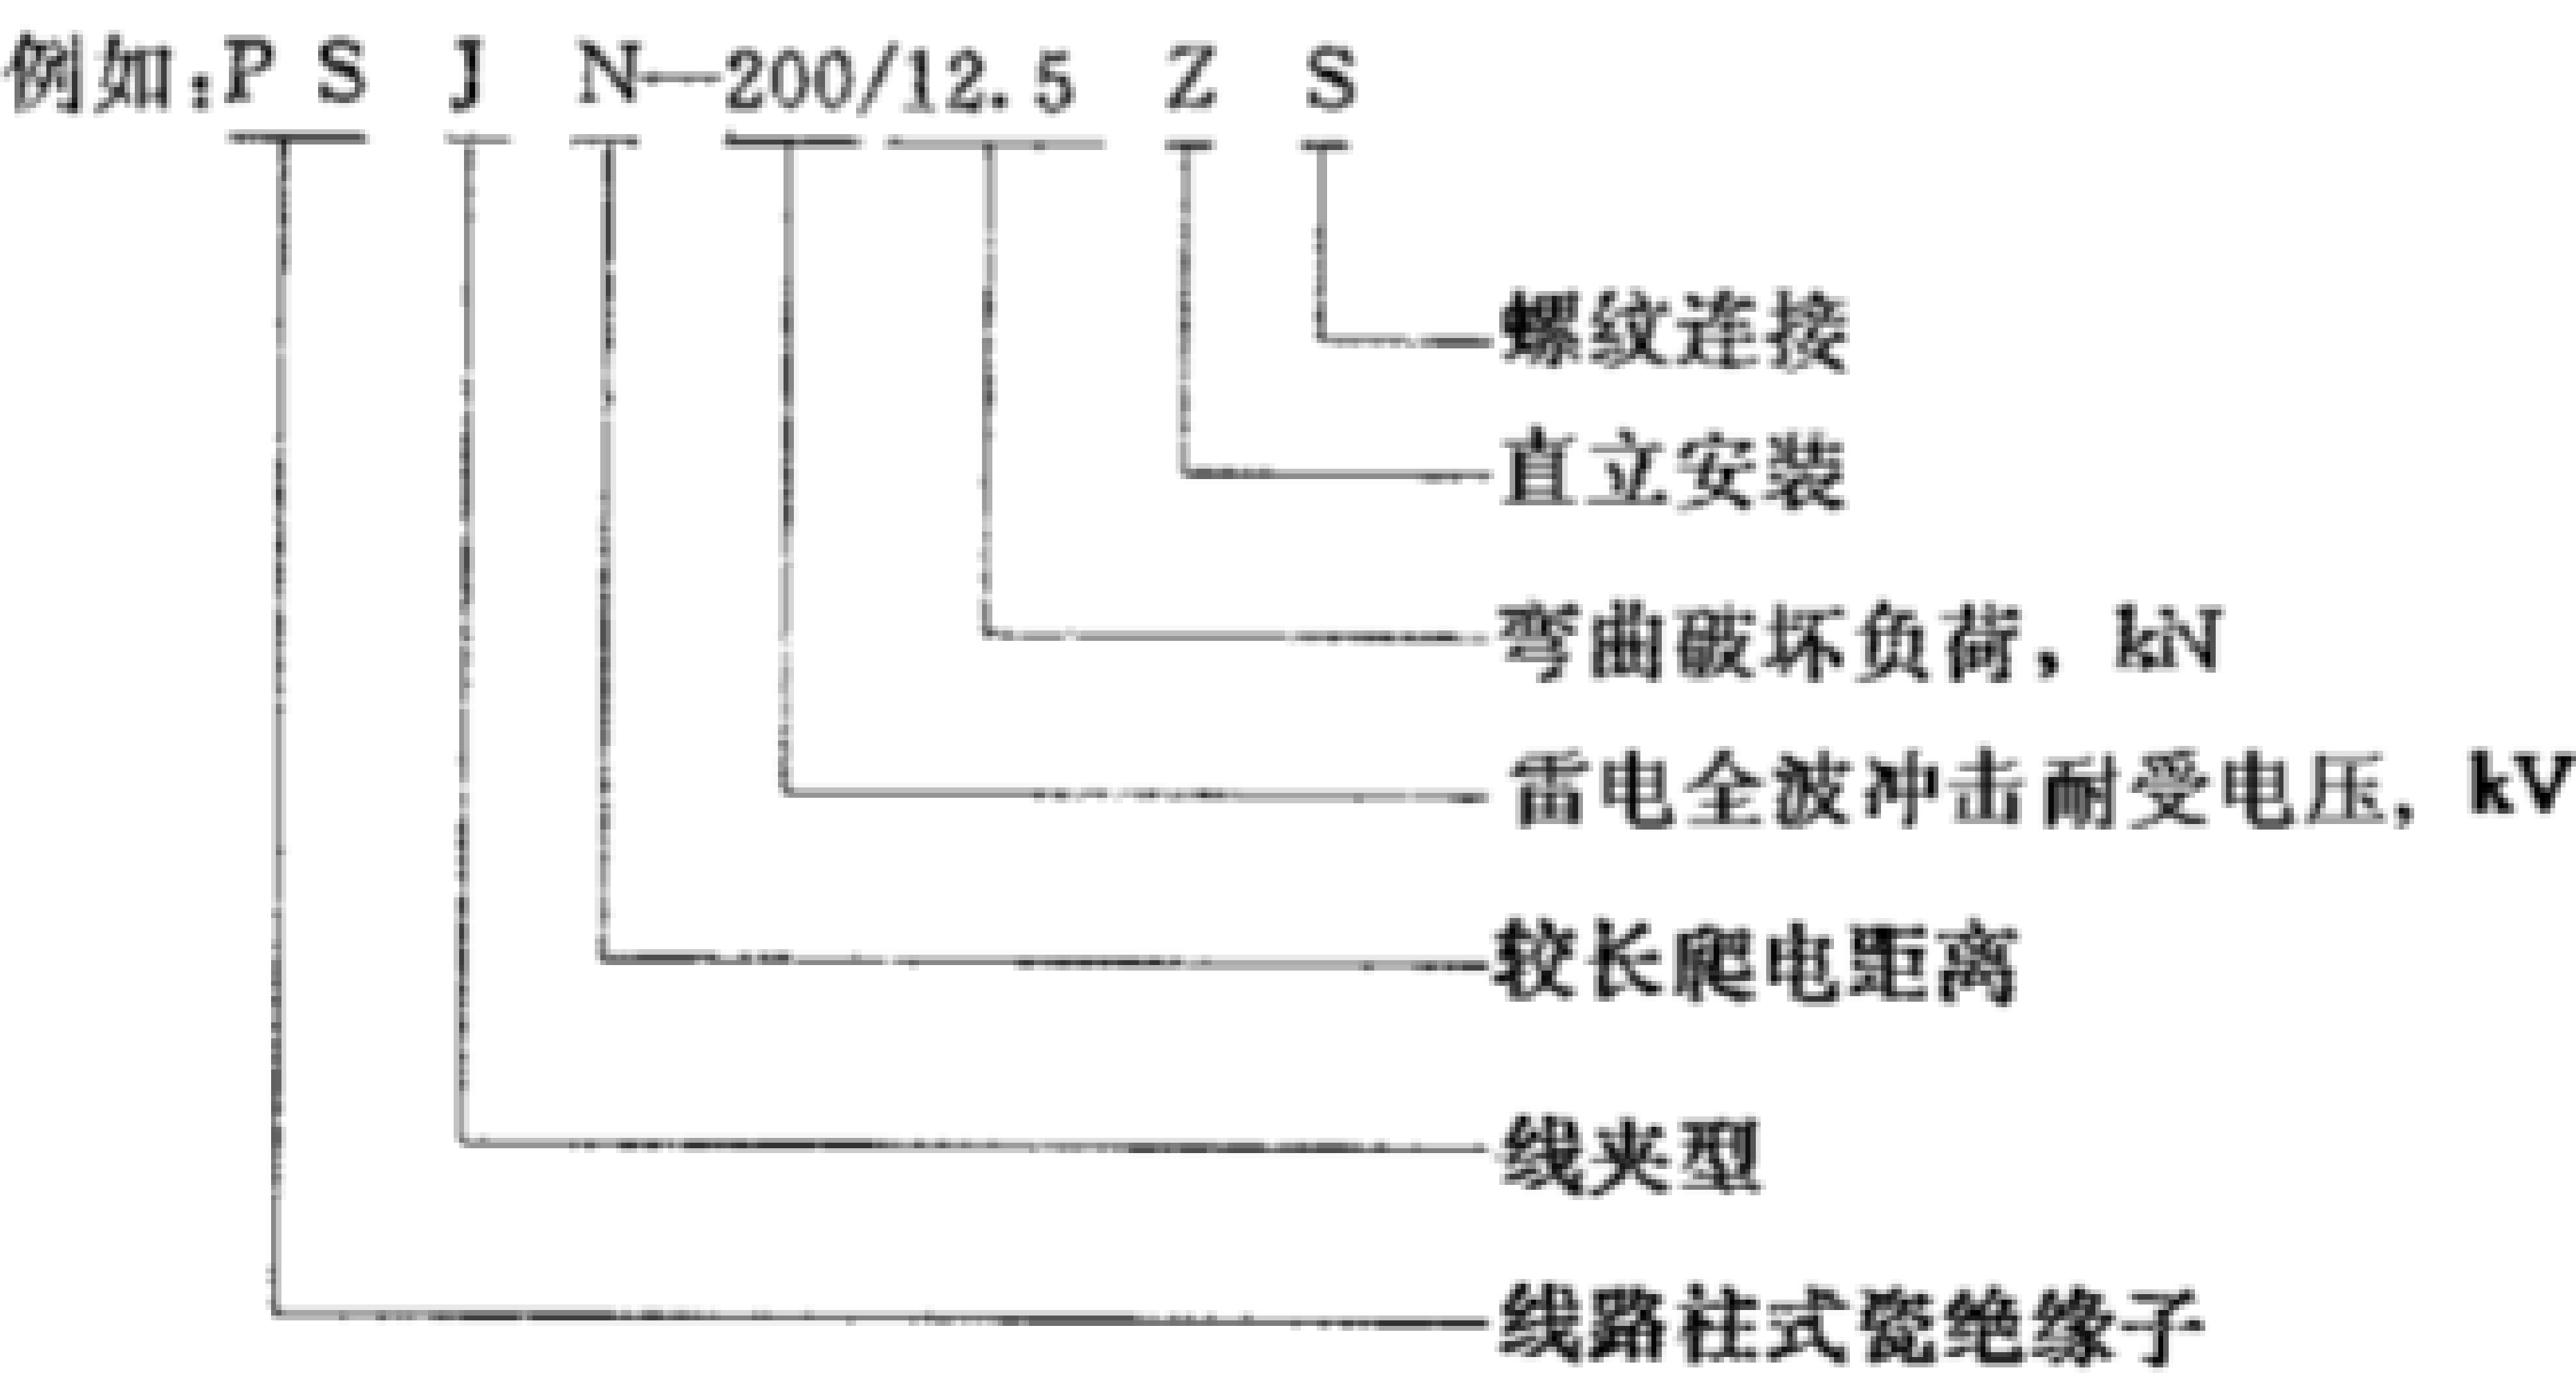 例如:PS J N—200/12.5 Z S
螺纹连接
直立安装
弯曲破坏负荷，kN
雷电全波冲击耐受电压，kV
较长爬电距离
线夹型
线路柱式瓷绝缘子